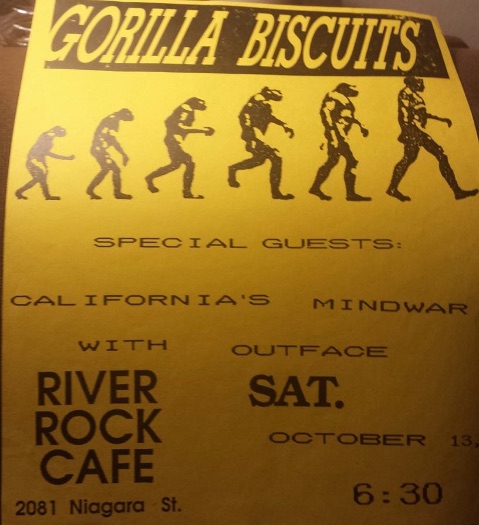 GORILLA BISCUITS
SPECIAL GUESTS:
CALIFORNIA'S MINDWAR
WITH OUTFACE
RIVER ROCK CAFE
SAT.
OCTOBER 13,
2081 Niagara St.
6:30